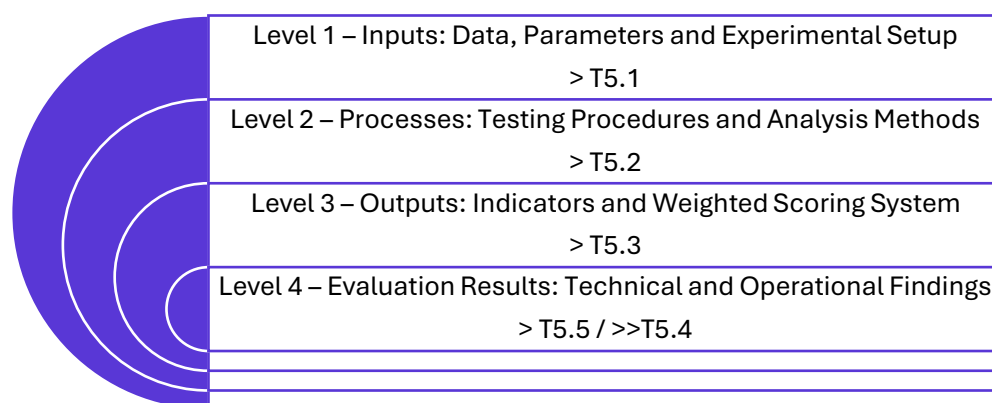 Level 1 – Inputs: Data, Parameters and Experimental Setup
> T5.1
Level 2 – Processes: Testing Procedures and Analysis Methods
> T5.2
Level 3 – Outputs: Indicators and Weighted Scoring System
> T5.3
Level 4 – Evaluation Results: Technical and Operational Findings
> T5.5 / >>T5.4